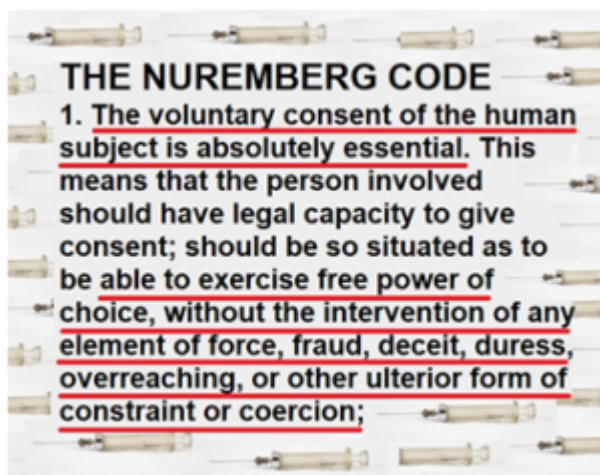 THE NUREMBERG CODE
1. The voluntary consent of the human
subject is absolutely essential. This
means that the person involved
should have legal capacity to give
consent; should be so situated as to
be able to exercise free power of
choice, without the intervention of any
element of force, fraud, deceit, duress,
overreaching, or other ulterior form of
constraint or coercion;